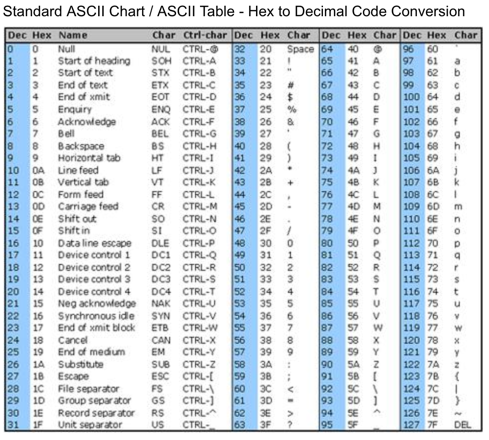 Standard ASCII Chart / ASCII Table - Hex to Decimal Code Conversion
Dec Hex Name Char Ctrl-char Dec Hex Char Dec Hex Char Dec Hex Char
0 0 Null NUL CTRL-@ 32 20 Space 64 40 @ 96 60 `
1 1 Start of heading SOH CTRL-A 33 21 ! 65 41 A 97 61 a
2 2 Start of text STX CTRL-B 34 22 " 66 42 B 98 62 b
3 3 End of text ETX CTRL-C 35 23 # 67 43 C 99 63 c
4 4 End of xmit EOT CTRL-D 36 24 $ 68 44 D 100 64 d
5 5 Enquiry ENQ CTRL-E 37 25 % 69 45 E 101 65 e
6 6 Acknowledge ACK CTRL-F 38 26 & 70 46 F 102 66 f
7 7 Bell BEL CTRL-G 39 27 ' 71 47 G 103 67 g
8 8 Backspace BS CTRL-H 40 28 ( 72 48 H 104 68 h
9 9 Horizontal tab HT CTRL-I 41 29 ) 73 49 I 105 69 i
10 0A Line feed LF CTRL-J 42 2A * 74 4A J 106 6A j
11 0B Vertical tab VT CTRL-K 43 2B + 75 4B K 107 6B k
12 0C Form feed FF CTRL-L 44 2C , 76 4C L 108 6C l
13 0D Carriage feed CR CTRL-M 45 2D - 77 4D M 109 6D m
14 0E Shift out SO CTRL-N 46 2E . 78 4E N 110 6E n
15 0F Shift in SI CTRL-O 47 2F / 79 4F O 111 6F o
16 10 Data line escape DLE CTRL-P 48 30 0 80 50 P 112 70 p
17 11 Device control 1 DC1 CTRL-Q 49 31 1 81 51 Q 113 71 q
18 12 Device control 2 DC2 CTRL-R 50 32 2 82 52 R 114 72 r
19 13 Device control 3 DC3 CTRL-S 51 33 3 83 53 S 115 73 s
20 14 Device control 4 DC4 CTRL-T 52 34 4 84 54 T 116 74 t
21 15 Neg acknowledge NAK CTRL-U 53 35 5 85 55 U 117 75 u
22 16 Synchronous idle SYN CTRL-V 54 36 6 86 56 V 118 76 v
23 17 End of xmit block ETB CTRL-W 55 37 7 87 57 W 119 77 w
24 18 Cancel CAN CTRL-X 56 38 8 88 58 X 120 78 x
25 19 End of medium EM CTRL-Y 57 39 9 89 59 Y 121 79 y
26 1A Substitute SUB CTRL-Z 58 3A : 90 5A Z 122 7A z
27 1B Escape ESC CTRL-[ 59 3B ; 91 5B [ 123 7B {
28 1C File separator FS CTRL-\ 60 3C < 92 5C \ 124 7C |
29 1D Group separator GS CTRL-] 61 3D = 93 5D ] 125 7D }
30 1E Record separator RS CTRL-^ 62 3E > 94 5E ^ 126 7E ~
31 1F Unit separator US CTRL-_ 63 3F ? 95 5F _ 127 7F DEL